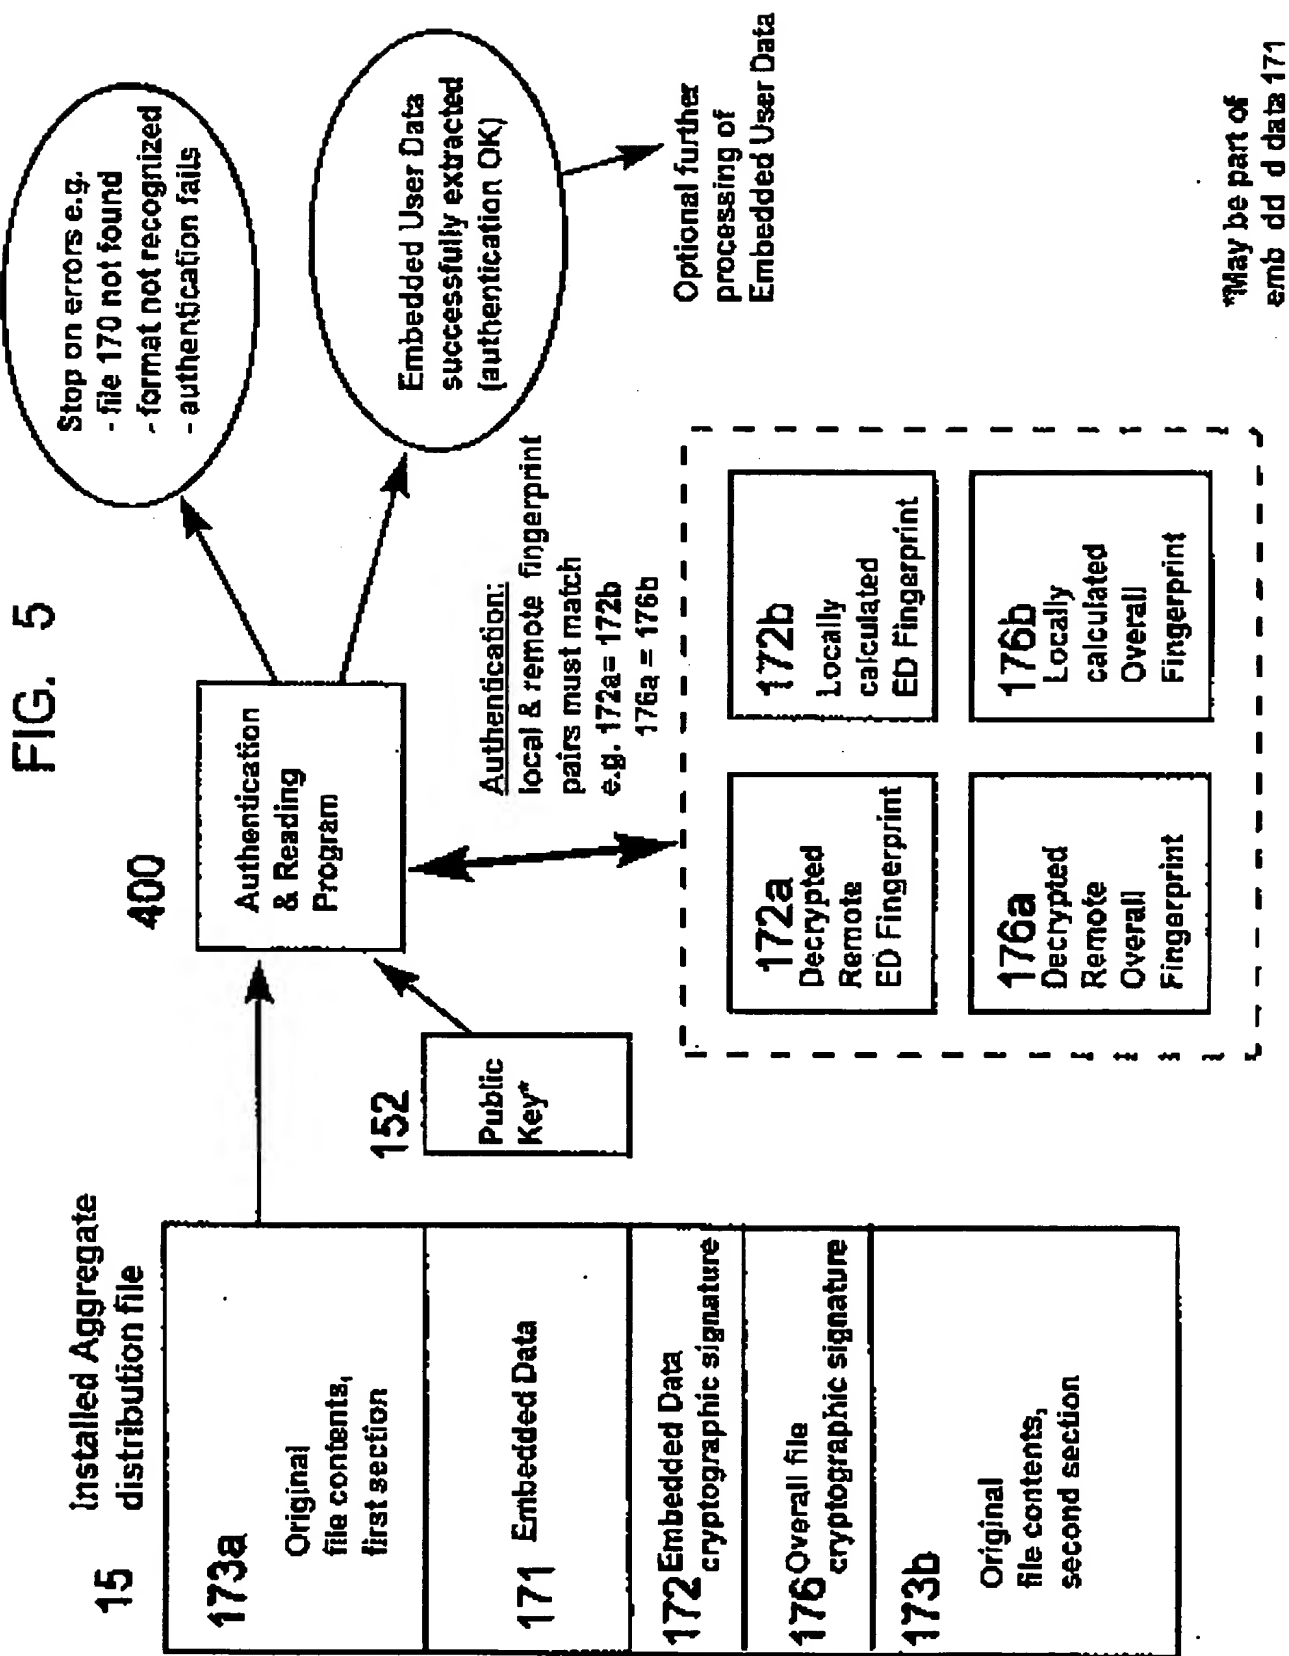 FIG. 5
15
Installed Aggregate
distribution file
173a
Original
file contents,
first section
171
Embedded Data
172
Embedded Data
cryptographic signature
176
Overall file
cryptographic signature
173b
Original
file contents,
second section
152
Public
Key*
400
Authentication
& Reading
Program
Stop on errors e.g.
- file 170 not found
- format not recognized
- authentication fails
Embedded User Data
successfully extracted
(authentication OK)
Optional further
processing of
Embedded User Data
Authentication:
local & remote fingerprint
pairs must match
e.g. 172a = 172b
176a = 176b
172a
Decrypted
Remote
ED Fingerprint
172b
Locally
calculated
ED Fingerprint
176a
Decrypted
Remote
Overall
Fingerprint
176b
Locally
calculated
Overall
Fingerprint
*May be part of
emb dd d data 171